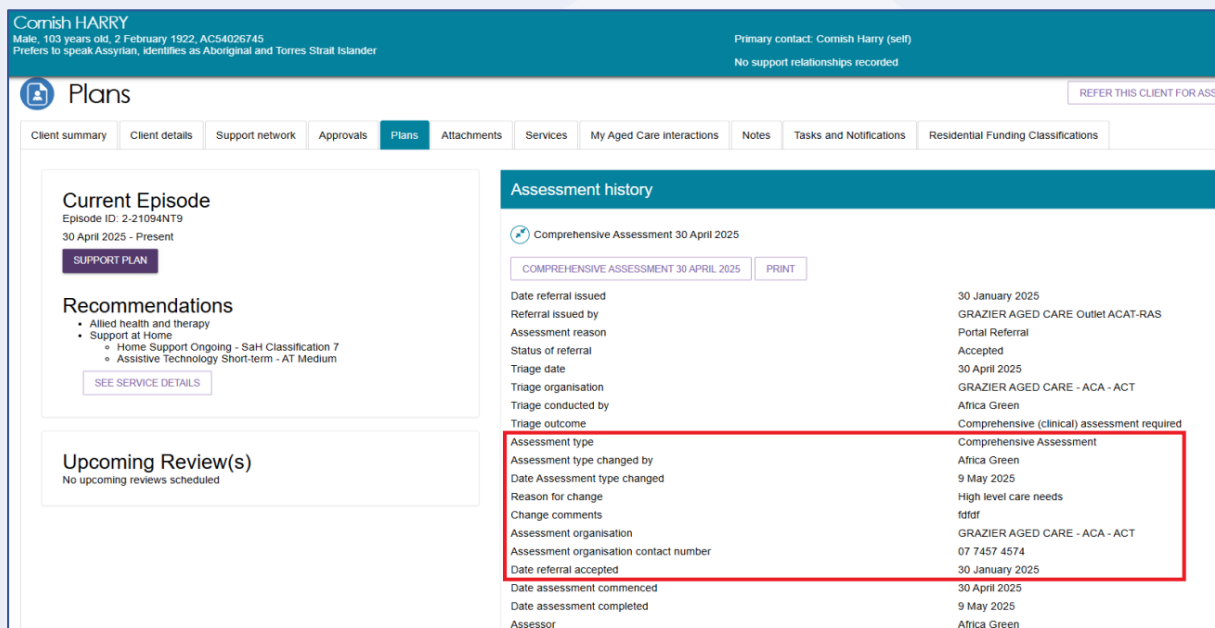 Cornish HARRY
Male, 103 years old, 2 February 1922, AC54026745
Prefers to speak Assyrian, identifies as Aboriginal and Torres Strait Islander
Primary contact: Cornish Harry (self)
No support relationships recorded
Plans
REFER THIS CLIENT FOR ASS
Client summary Client details Support network Approvals Plans Attachments Services My Aged Care interactions Notes Tasks and Notifications Residential Funding Classifications
Current Episode
Episode ID: 2-21094NT9
30 April 2025 - Present
SUPPORT PLAN
Recommendations
Allied health and therapy
Support at Home
Home Support Ongoing - SaH Classification 7
Assistive Technology Short-term - AT Medium
SEE SERVICE DETAILS
Upcoming Review(s)
No upcoming reviews scheduled
Assessment history
Comprehensive Assessment 30 April 2025
COMPREHENSIVE ASSESSMENT 30 APRIL 2025 PRINT
Date referral issued 30 January 2025
Referral issued by GRAZIER AGED CARE Outlet ACAT-RAS
Assessment reason Portal Referral
Status of referral Accepted
Triage date 30 April 2025
Triage organisation GRAZIER AGED CARE - ACA - ACT
Triage conducted by Africa Green
Triage outcome Comprehensive (clinical) assessment required
Assessment type Comprehensive Assessment
Assessment type changed by Africa Green
Date Assessment type changed 9 May 2025
Reason for change High level care needs
Change comments fdfdf
Assessment organisation GRAZIER AGED CARE - ACA - ACT
Assessment organisation contact number 07 7457 4574
Date referral accepted 30 January 2025
Date assessment commenced 30 April 2025
Date assessment completed 9 May 2025
Assessor Africa Green